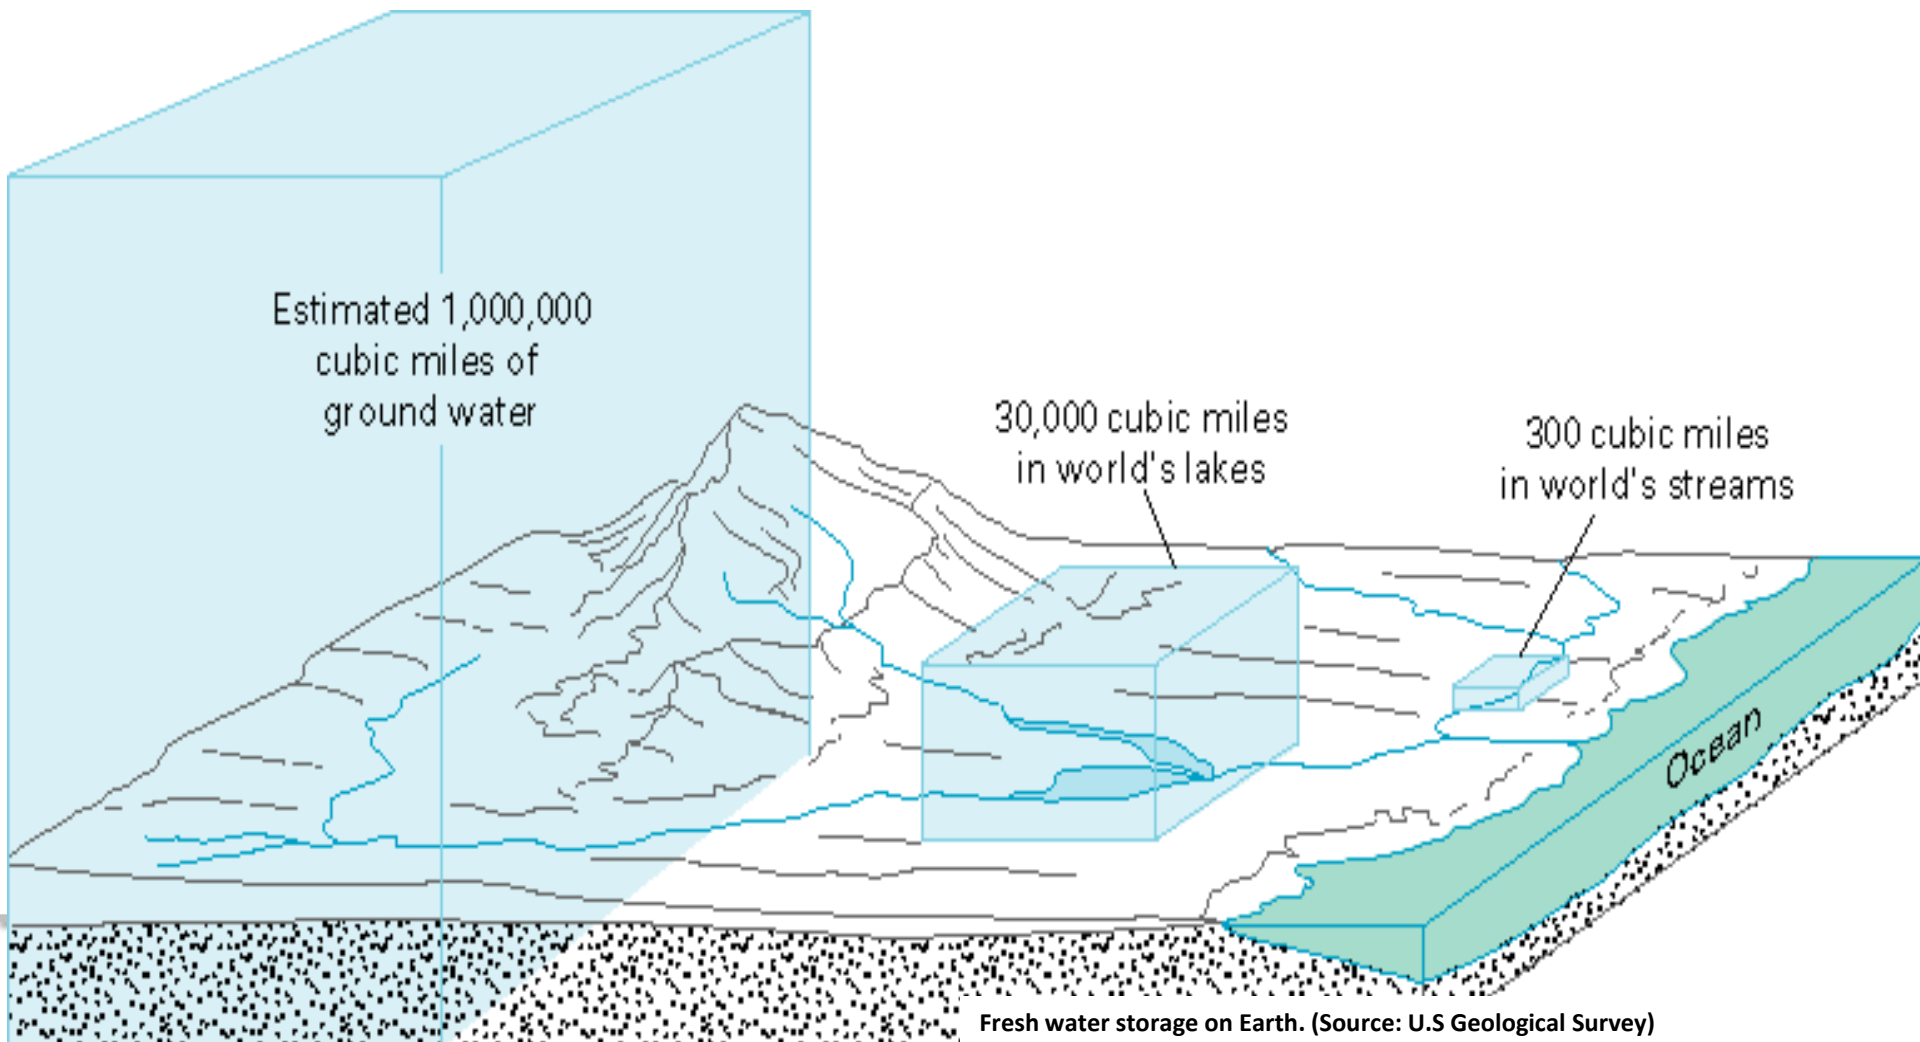 Estimated 1,000,000
cubic miles of
ground water
30,000 cubic miles
in world's lakes
300 cubic miles
in world's streams
Ocean
Fresh water storage on Earth. (Source: U.S Geological Survey)